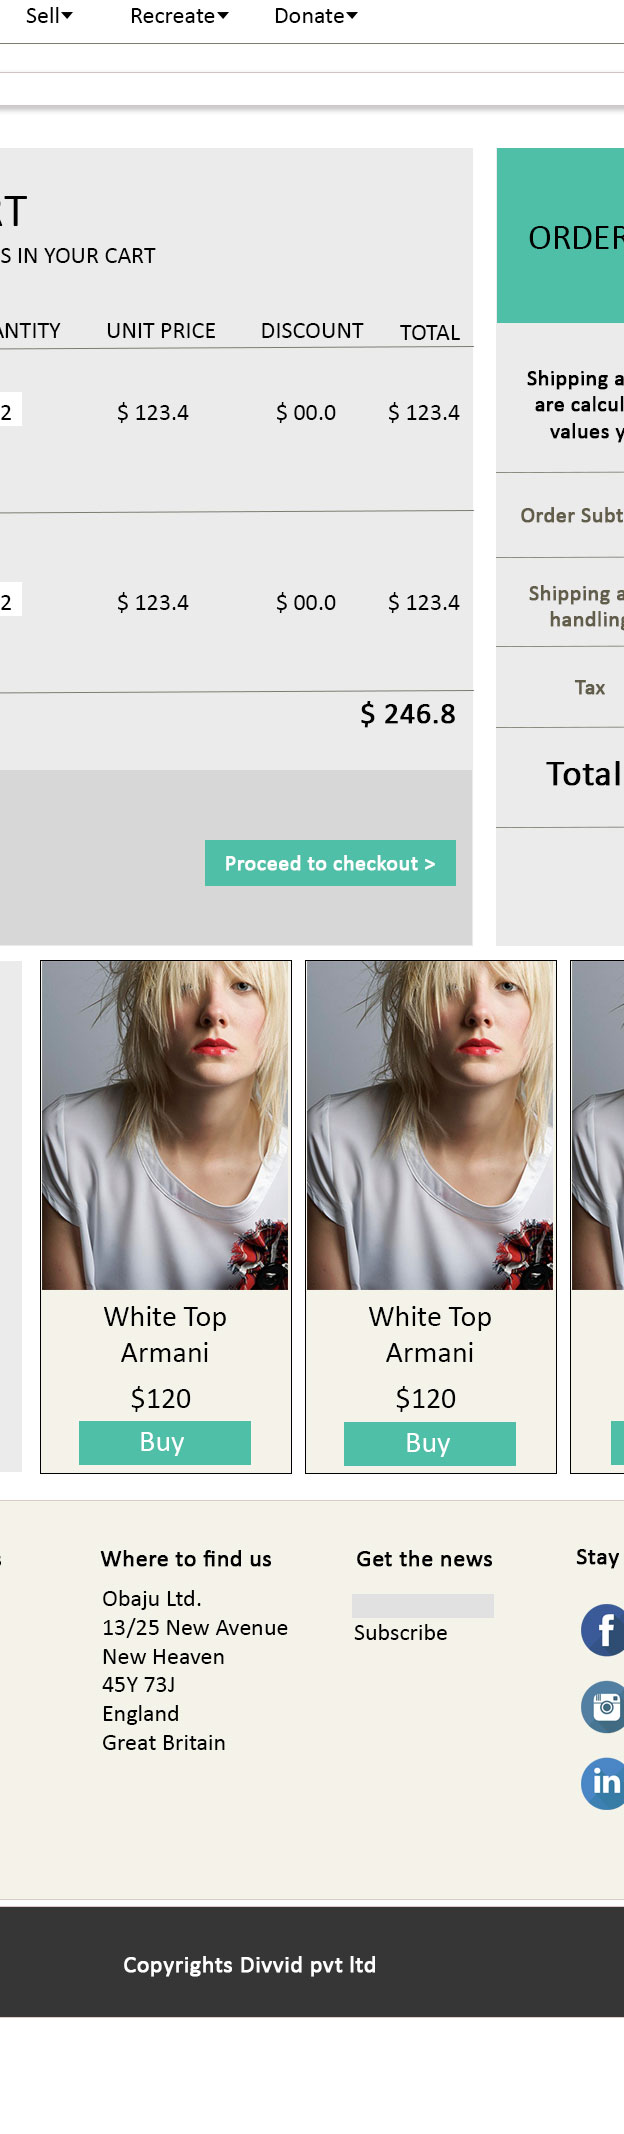 Sell Recreate Donate
RT
S IN YOUR CART
ANTITY UNIT PRICE DISCOUNT TOTAL
2 $ 123.4 $ 00.0 $ 123.4
2 $ 123.4 $ 00.0 $ 123.4
$ 246.8
Proceed to checkout >
ORDER
Shipping a
are calcul
values y
Order Subt
Shipping a
handling
Tax
Total
White Top
Armani
$120
Buy
White Top
Armani
$120
Buy
s
Where to find us
Obaju Ltd.
13/25 New Avenue
New Heaven
45Y 73J
England
Great Britain
Get the news
Subscribe
Stay
f
in
Copyrights Divvid pvt ltd